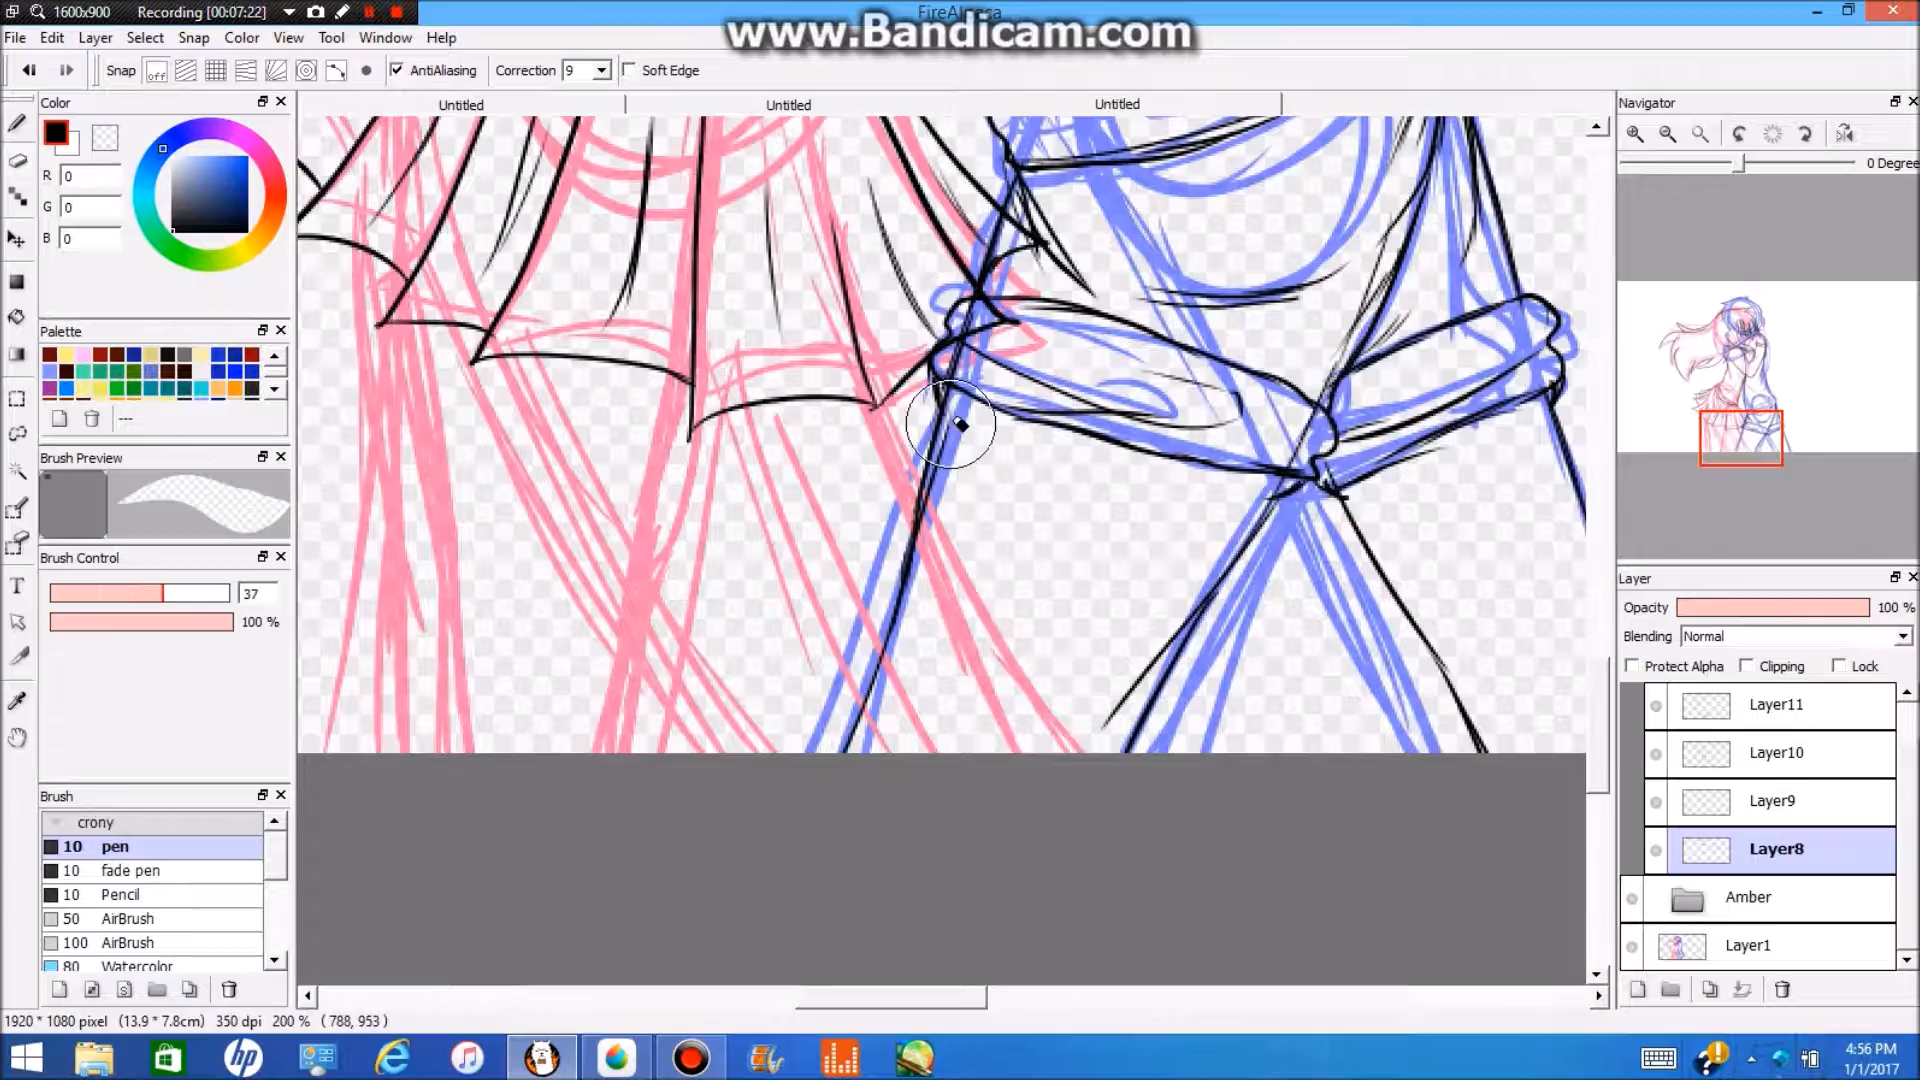 1600x900 Recording [00:07:22]
FireAlpaca
www.Bandicam.com
File Edit Layer Select Snap Color View Tool Window Help
Snap off AntiAliasing Correction 9 Soft Edge
Color
R 0
G 0
B 0
Palette
---
Brush Preview
Brush Control
37
100 %
Brush
crony
10 pen
10 fade pen
10 Pencil
50 AirBrush
100 AirBrush
80 Watercolor
Untitled Untitled Untitled
Navigator
0 Degree
Layer
Opacity 100 %
Blending Normal
Protect Alpha Clipping Lock
Layer11
Layer10
Layer9
Layer8
Amber
Layer1
1920 * 1080 pixel (13.9 * 7.8cm) 350 dpi 200 % ( 788, 953 )
4:56 PM
1/1/2017